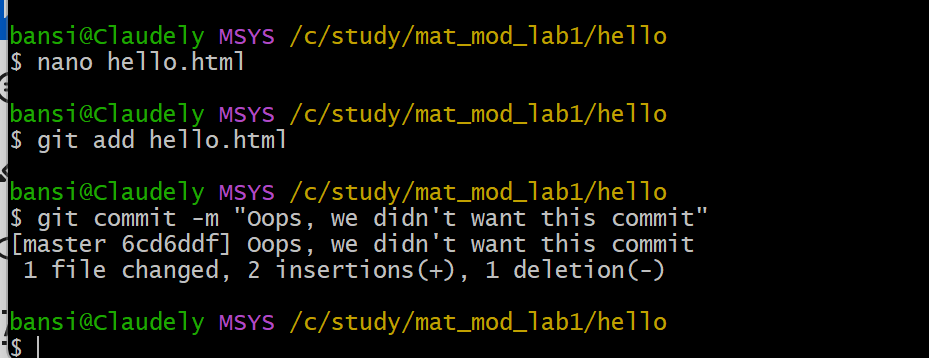 bansi@Claudely MSYS /c/study/mat_mod_lab1/hello
$ nano hello.html
bansi@Claudely MSYS /c/study/mat_mod_lab1/hello
$ git add hello.html
bansi@Claudely MSYS /c/study/mat_mod_lab1/hello
$ git commit -m "Oops, we didn't want this commit"
[master 6cd6ddf] Oops, we didn't want this commit
 1 file changed, 2 insertions(+), 1 deletion(-)
bansi@Claudely MSYS /c/study/mat_mod_lab1/hello
$